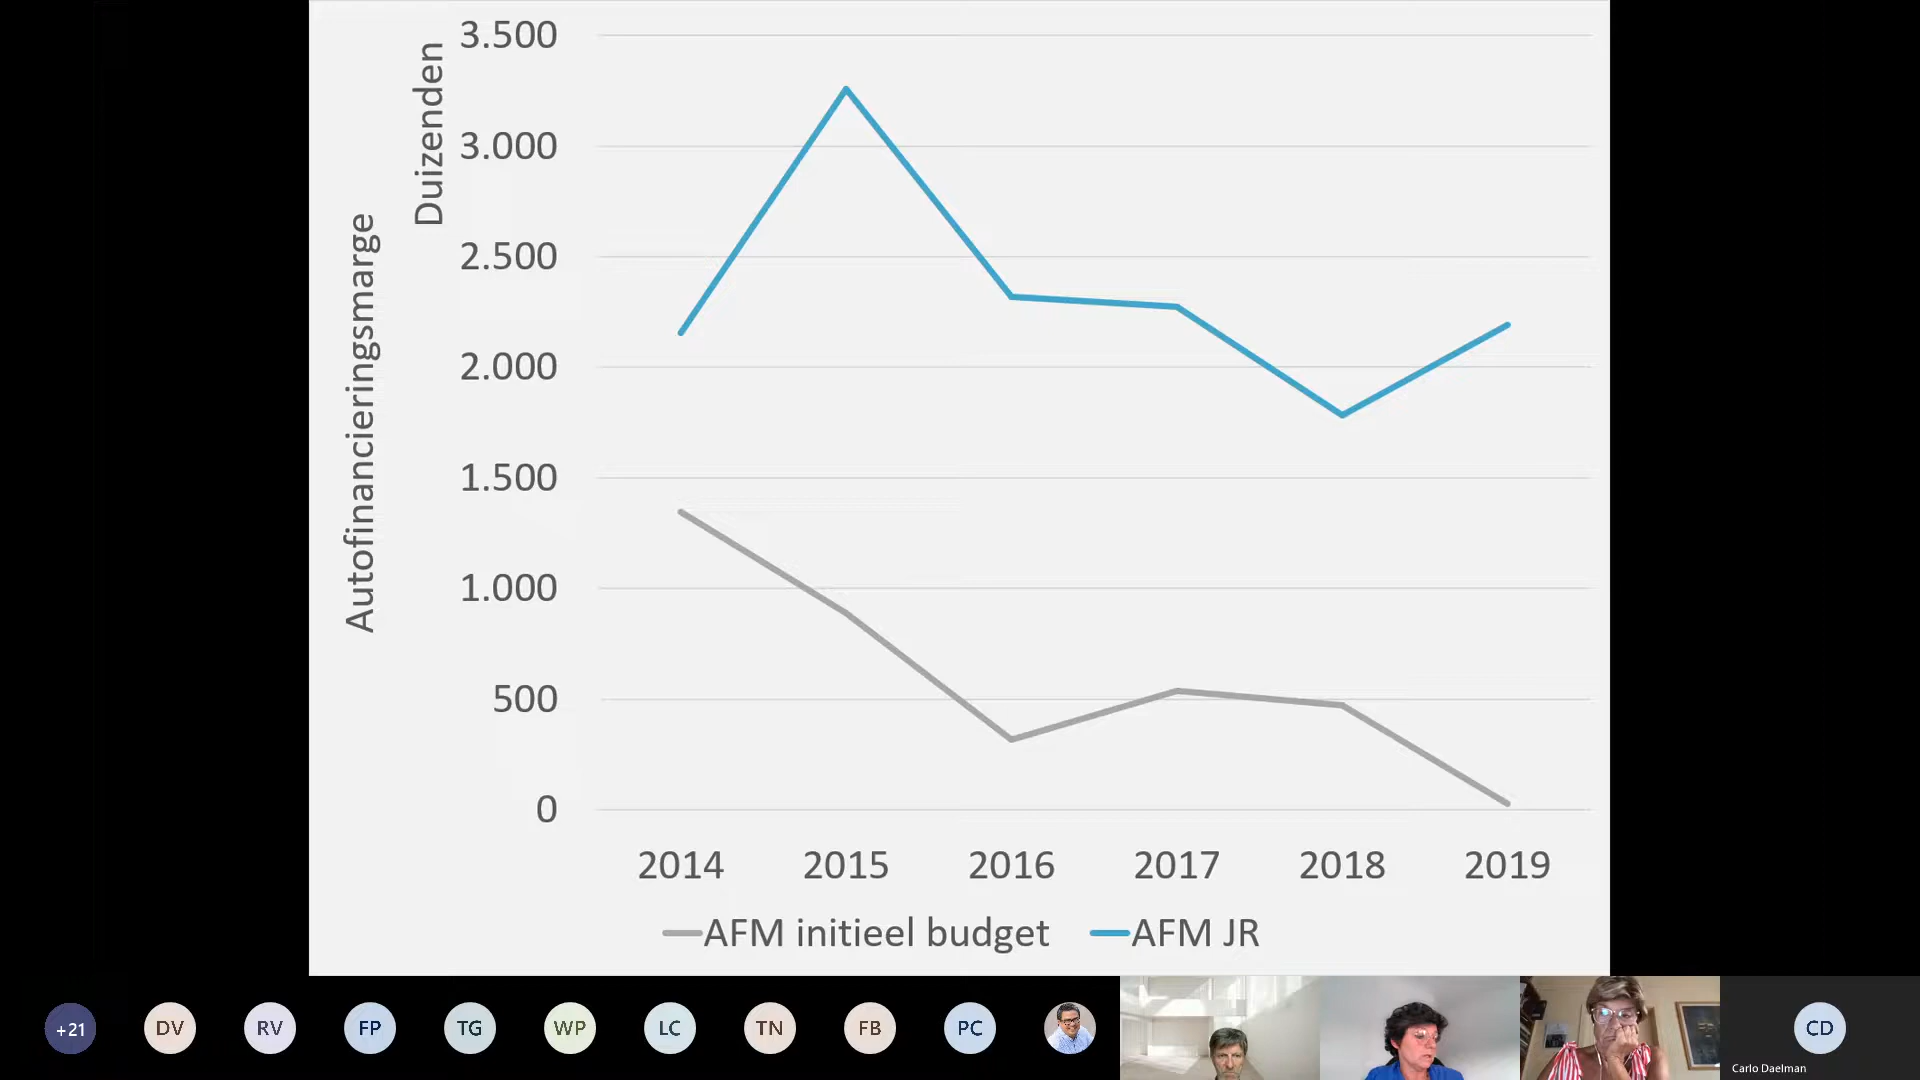 Autofinancieringsmarge
Duizenden
3.500
3.000
2.500
2.000
1.500
1.000
500
0
2014 2015 2016 2017 2018 2019
AFM initieel budget AFM JR
+21 DV RV FP TG WP LC TN FB PC CD
Carlo Daelman